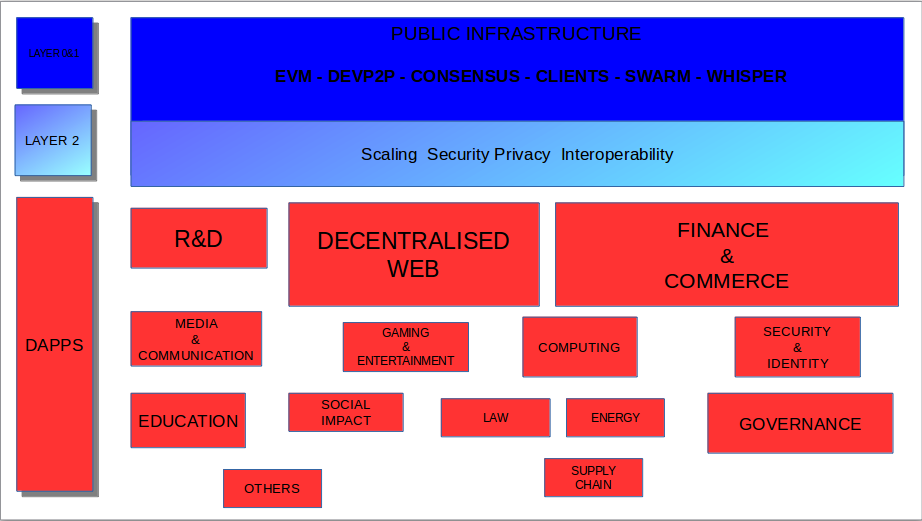 LAYER 0&1
PUBLIC INFRASTRUCTURE
EVM - DEVP2P - CONSENSUS - CLIENTS - SWARM - WHISPER
LAYER 2
Scaling Security Privacy Interoperability
DAPPS
R&D
DECENTRALISED
WEB
FINANCE
&
COMMERCE
MEDIA
&
COMMUNICATION
GAMING
&
ENTERTAINMENT
COMPUTING
SECURITY
&
IDENTITY
EDUCATION
SOCIAL
IMPACT
LAW
ENERGY
GOVERNANCE
OTHERS
SUPPLY
CHAIN